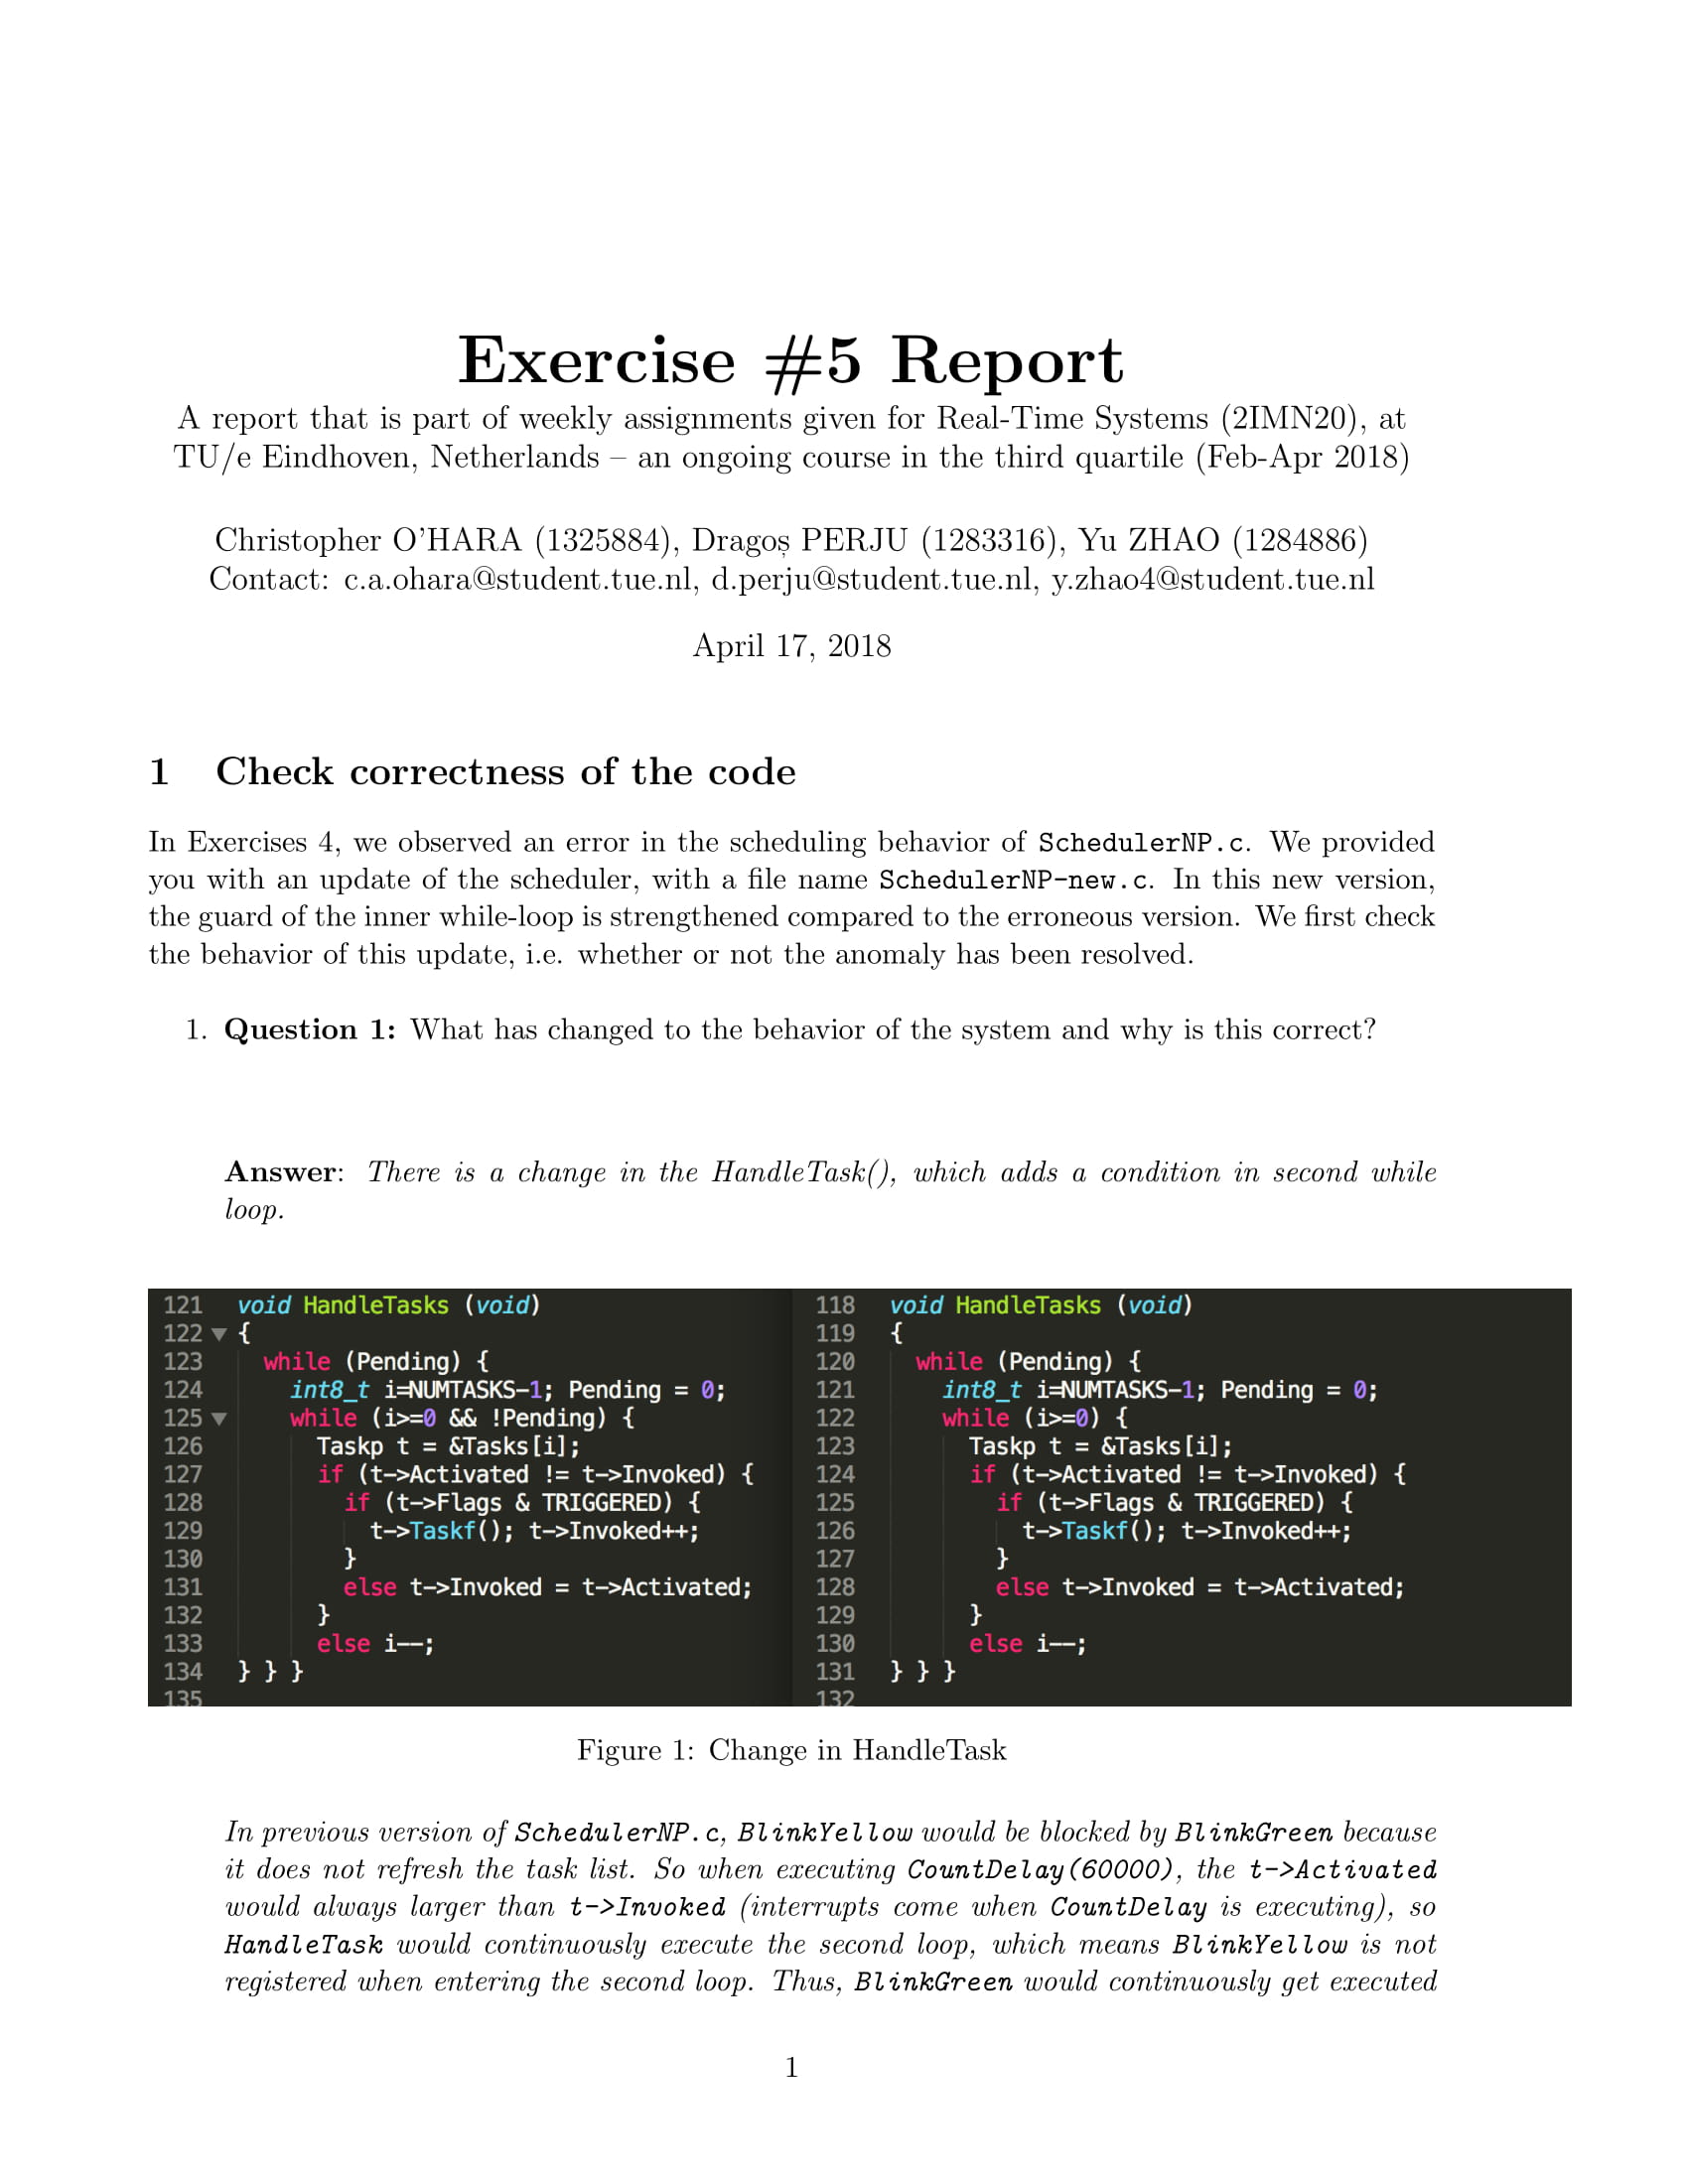 Exercise #5 Report
A report that is part of weekly assignments given for Real-Time Systems (2IMN20), at
TU/e Eindhoven, Netherlands – an ongoing course in the third quartile (Feb-Apr 2018)
Christopher O'HARA (1325884), Dragoș PERJU (1283316), Yu ZHAO (1284886)
Contact: c.a.ohara@student.tue.nl, d.perju@student.tue.nl, y.zhao4@student.tue.nl
April 17, 2018
1 Check correctness of the code
In Exercises 4, we observed an error in the scheduling behavior of SchedulerNP.c. We provided
you with an update of the scheduler, with a file name SchedulerNP-new.c. In this new version,
the guard of the inner while-loop is strengthened compared to the erroneous version. We first check
the behavior of this update, i.e. whether or not the anomaly has been resolved.
1. Question 1: What has changed to the behavior of the system and why is this correct?
Answer: There is a change in the HandleTask(), which adds a condition in second while
loop.
121 void HandleTasks (void)
122 {
123 while (Pending) {
124 int8_t i=NUMTASKS-1; Pending = 0;
125 while (i>=0 && !Pending) {
126 Taskp t = &Tasks[i];
127 if (t->Activated != t->Invoked) {
128 if (t->Flags & TRIGGERED) {
129 t->Taskf(); t->Invoked++;
130 }
131 else t->Invoked = t->Activated;
132 }
133 else i--;
134 } } }
135
118 void HandleTasks (void)
119 {
120 while (Pending) {
121 int8_t i=NUMTASKS-1; Pending = 0;
122 while (i>=0) {
123 Taskp t = &Tasks[i];
124 if (t->Activated != t->Invoked) {
125 if (t->Flags & TRIGGERED) {
126 t->Taskf(); t->Invoked++;
127 }
128 else t->Invoked = t->Activated;
129 }
130 else i--;
131 } } }
132
Figure 1: Change in HandleTask
In previous version of SchedulerNP.c, BlinkYellow would be blocked by BlinkGreen because
it does not refresh the task list. So when executing CountDelay(60000), the t->Activated
would always larger than t->Invoked (interrupts come when CountDelay is executing), so
HandleTask would continuously execute the second loop, which means BlinkYellow is not
registered when entering the second loop. Thus, BlinkGreen would continuously get executed
1